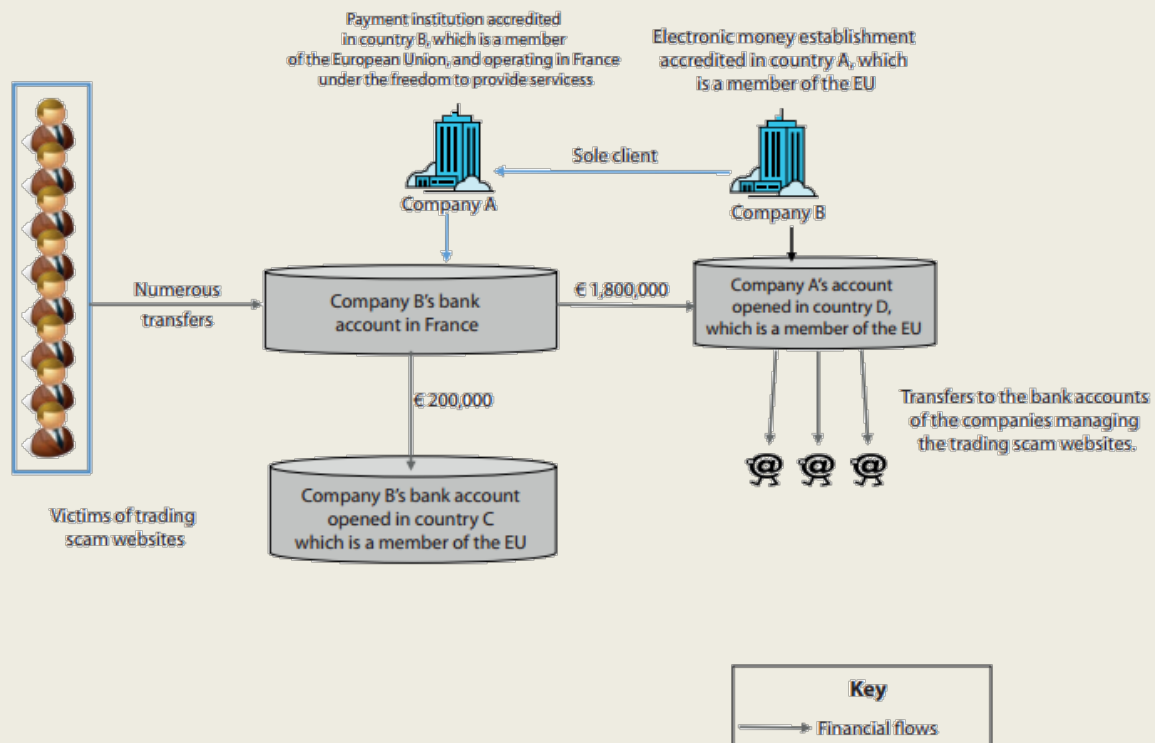 Payment institution accredited
in country B, which is a member
of the European Union, and operating in France
under the freedom to provide servicess
Electronic money establishment
accredited in country A, which
is a member of the EU
Sole client
Company A
Company B
Numerous
transfers
Company B's bank
account in France
€ 1,800,000
Company A's account
opened in country D,
which is a member of the EU
€ 200,000
Transfers to the bank accounts
of the companies managing
the trading scam websites.
@ @ @
Company B's bank account
opened in country C
which is a member of the EU
Victims of trading
scam websites
Key
Financial flows